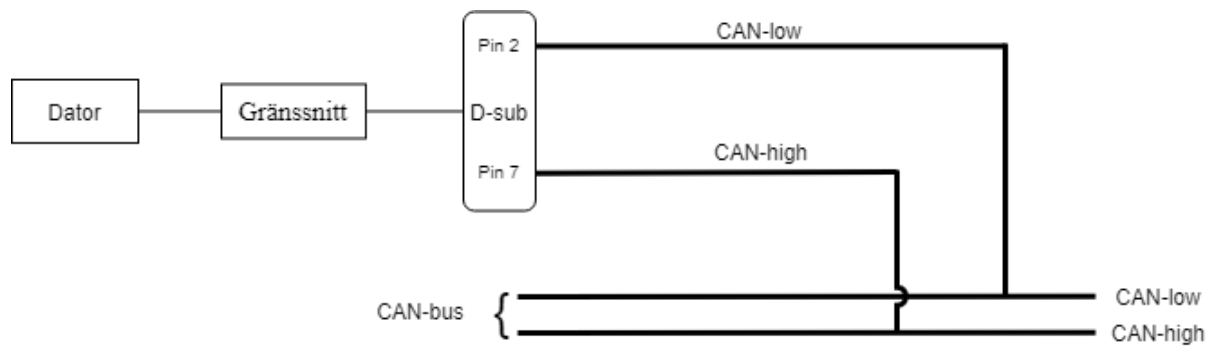 CAN-low
Pin 2
Dator
Gränssnitt
D-sub
CAN-high
Pin 7
CAN-bus
{
CAN-low
CAN-high